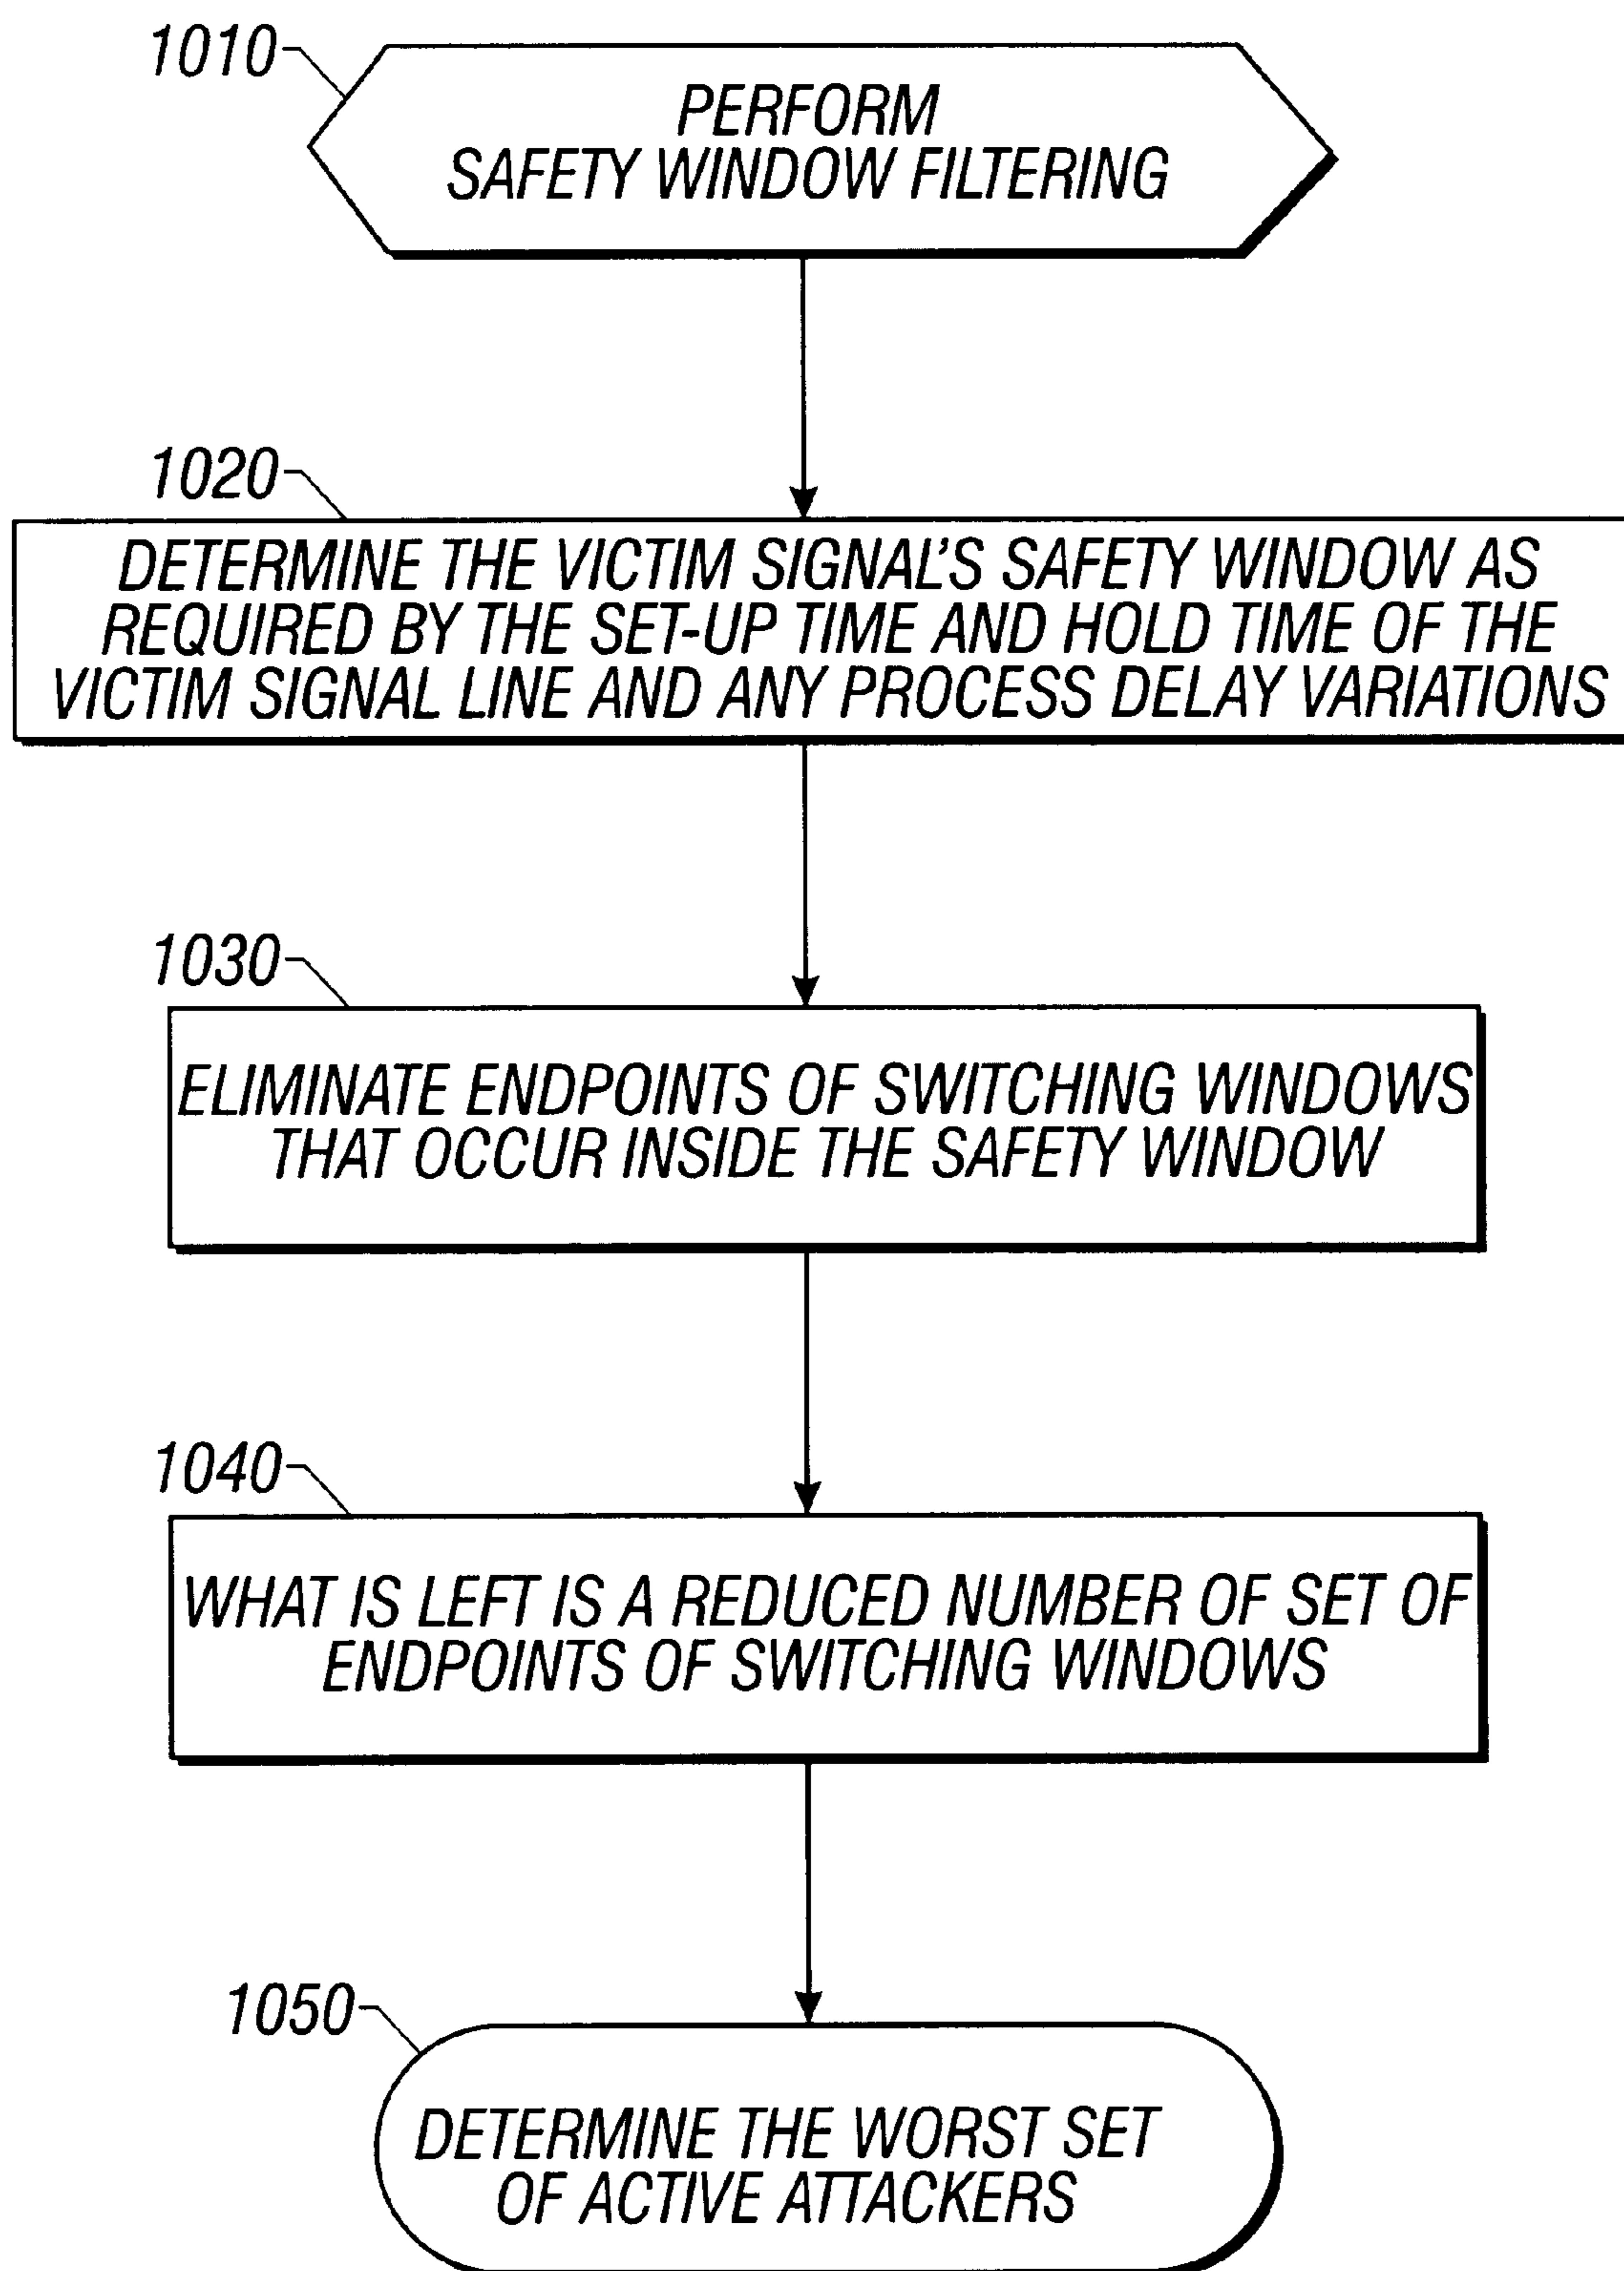 1010
PERFORM
SAFETY WINDOW FILTERING
1020
DETERMINE THE VICTIM SIGNAL'S SAFETY WINDOW AS
REQUIRED BY THE SET-UP TIME AND HOLD TIME OF THE
VICTIM SIGNAL LINE AND ANY PROCESS DELAY VARIATIONS
1030
ELIMINATE ENDPOINTS OF SWITCHING WINDOWS
THAT OCCUR INSIDE THE SAFETY WINDOW
1040
WHAT IS LEFT IS A REDUCED NUMBER OF SET OF
ENDPOINTS OF SWITCHING WINDOWS
1050
DETERMINE THE WORST SET
OF ACTIVE ATTACKERS